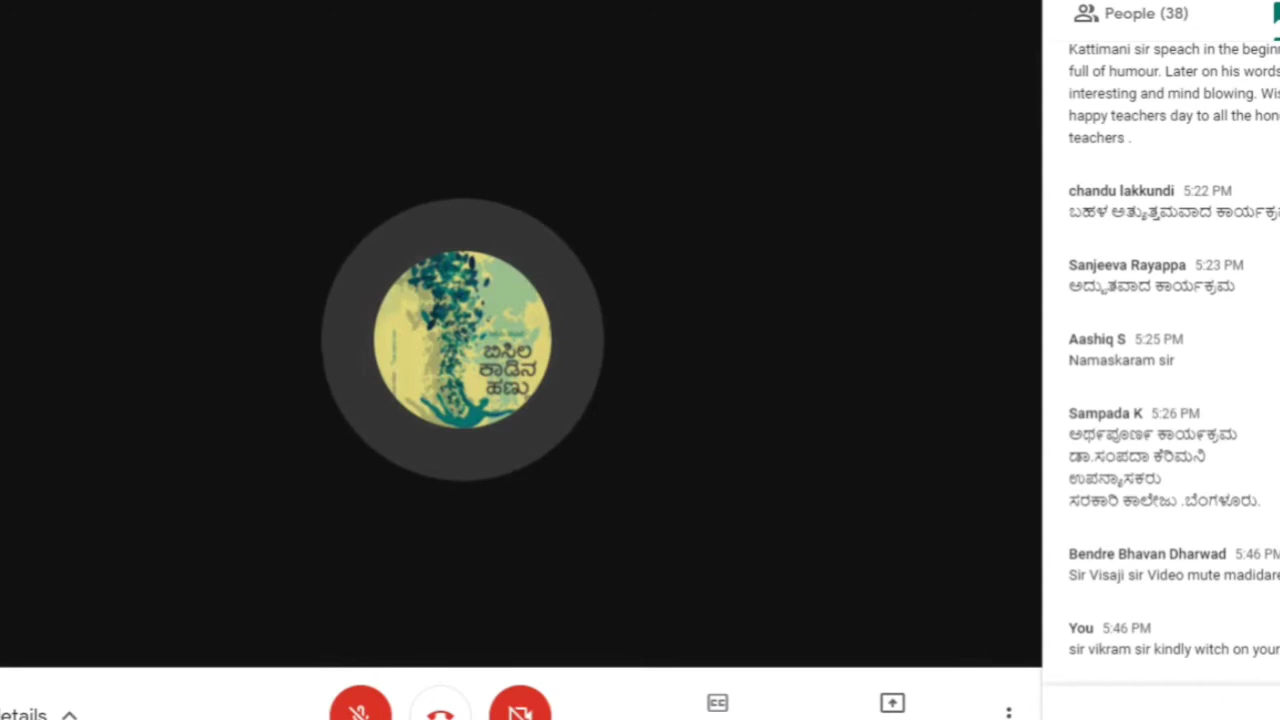 People (38)
Kattimani sir speach in the
full of humour. Later on his words
interesting and mind blowing.
happy teachers day to all the
teachers .
chandu lakkundi 5:22 PM
ಬಹಳ ಅತ್ಯುತ್ತಮವಾದ
Sanjeeva Rayappa 5:23 PM
ಅದ್ಬುತವಾದ ಕಾರ್ಯಕ್ರಮ
Aashiq S 5:25 PM
Namaskaram sir
Sampada K 5:26 PM
ಅರ್ಥಪೂರ್ಣ ಕಾರ್ಯಕ್ರಮ
ಡಾ.ಸಂಪದಾ ಕೆರಿಮನಿ
ಉಪನ್ಯಾಸಕರು
ಸರಕಾರಿ ಕಾಲೇಜು .ಬೆಂಗಳೂರು.
Bendre Bhavan Dharwad 5:46 PM
Sir Visaji sir Video mute madidare
You 5:46 PM
sir vikram sir kindly witch on your
ಬಿಸಿಲ
ಕಾಡಿನ
ಹಣ್ಣು
CC